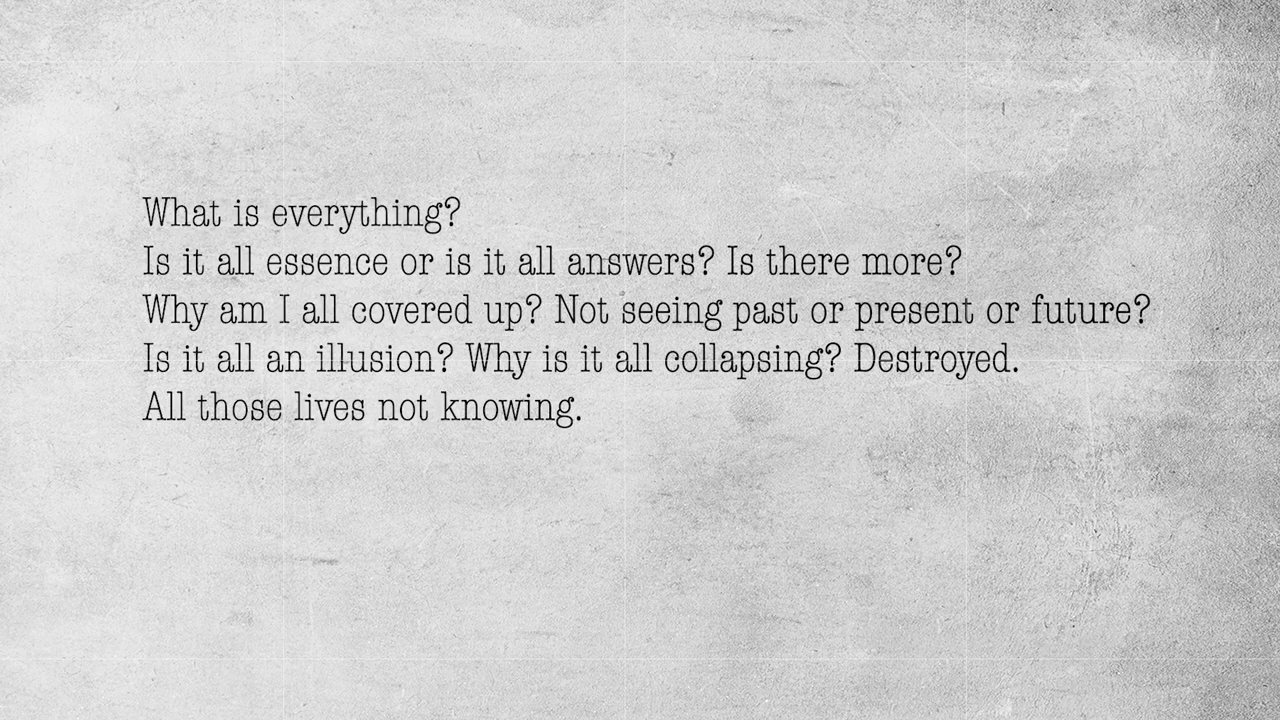 What is everything?
Is it all essence or is it all answers? Is there more?
Why am I all covered up? Not seeing past or present or future?
Is it all an illusion? Why is it all collapsing? Destroyed.
All those lives not knowing.